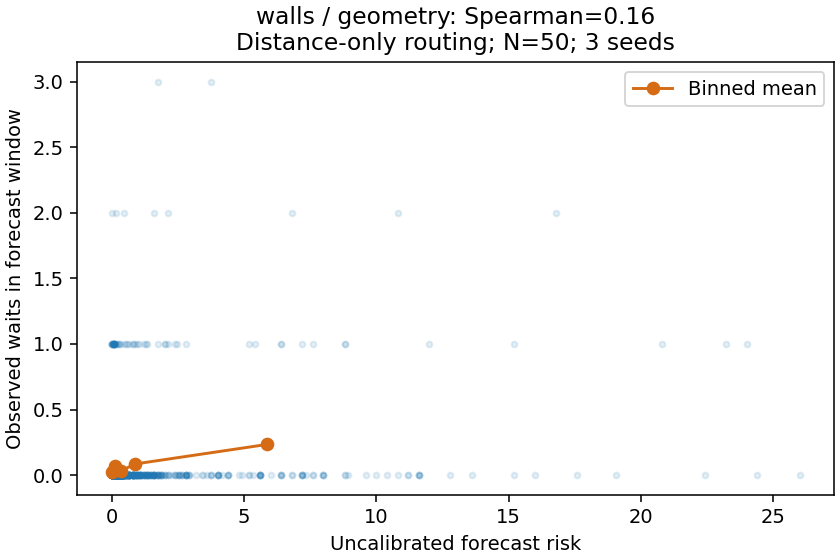 walls / geometry: Spearman=0.16
Distance-only routing; N=50; 3 seeds
Binned mean
Observed waits in forecast window
3.0
2.5
2.0
1.5
1.0
0.5
0.0
0
5
10
15
20
25
Uncalibrated forecast risk